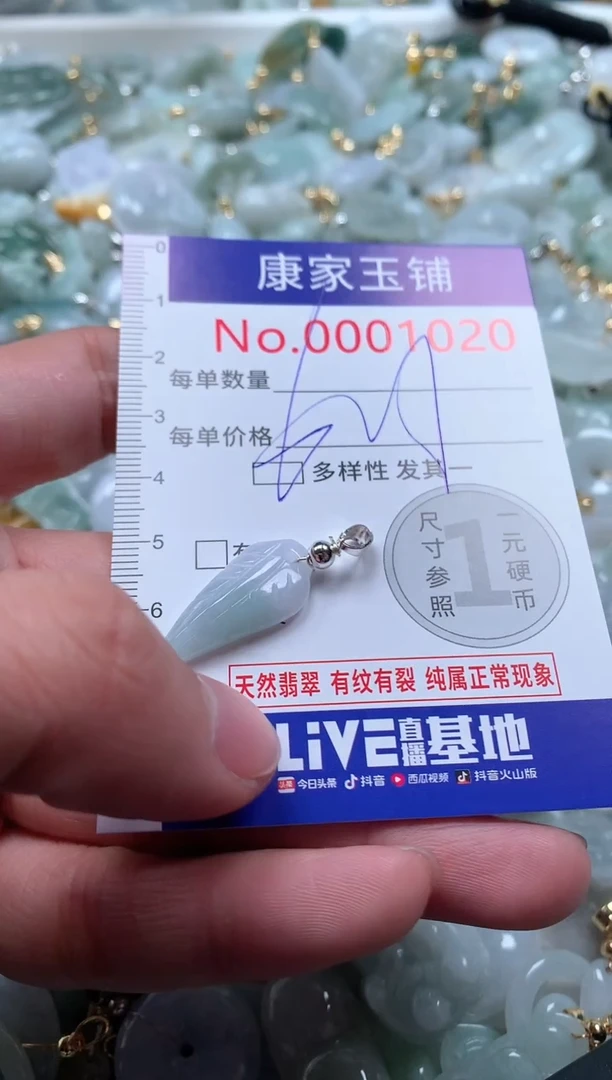 康家玉铺
No.0001020
0
1
每单数量
2
每单价格
3
4
多样性 发其一
5
6
尺寸参照
1
一元硬币
天然翡翠 有纹有裂 纯属正常现象
LiVE直播基地
头条 今日头条 抖音 西瓜视频 抖音火山版